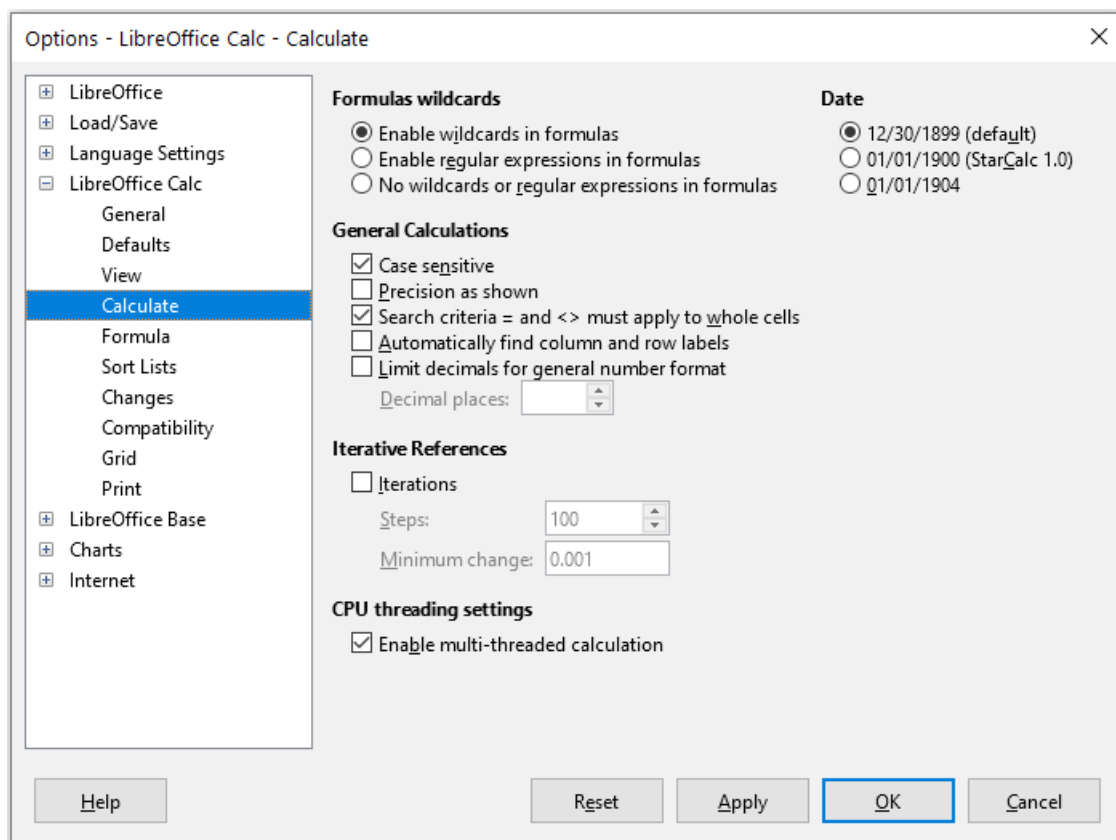 Options - LibreOffice Calc - Calculate
LibreOffice
Load/Save
Language Settings
LibreOffice Calc
General
Defaults
View
Calculate
Formula
Sort Lists
Changes
Compatibility
Grid
Print
LibreOffice Base
Charts
Internet
Formulas wildcards
Enable wildcards in formulas
Enable regular expressions in formulas
No wildcards or regular expressions in formulas
Date
12/30/1899 (default)
01/01/1900 (StarCalc 1.0)
01/01/1904
General Calculations
Case sensitive
Precision as shown
Search criteria = and <> must apply to whole cells
Automatically find column and row labels
Limit decimals for general number format
Decimal places:
Iterative References
Iterations
Steps: 100
Minimum change: 0.001
CPU threading settings
Enable multi-threaded calculation
Help Reset Apply OK Cancel